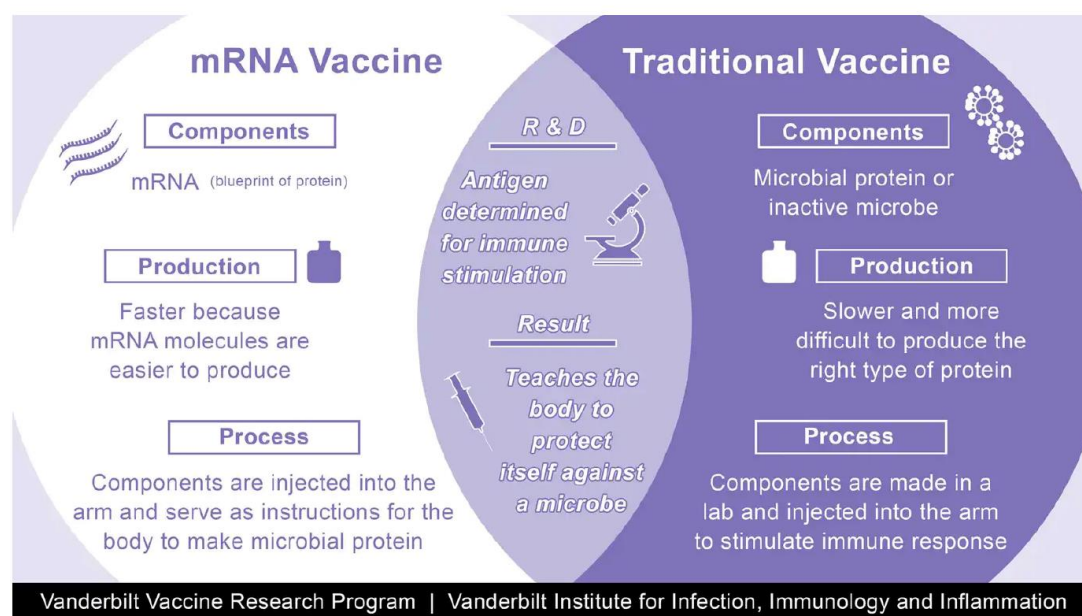 mRNA Vaccine
Components
mRNA (blueprint of protein)
Production
Faster because
mRNA molecules are
easier to produce
Process
Components are injected into the
arm and serve as instructions for the
body to make microbial protein
R & D
Antigen
determined
for immune
stimulation
Result
Teaches the
body to
protect
itself against
a microbe
Traditional Vaccine
Components
Microbial protein or
inactive microbe
Production
Slower and more
difficult to produce the
right type of protein
Process
Components are made in a
lab and injected into the arm
to stimulate immune response
Vanderbilt Vaccine Research Program | Vanderbilt Institute for Infection, Immunology and Inflammation